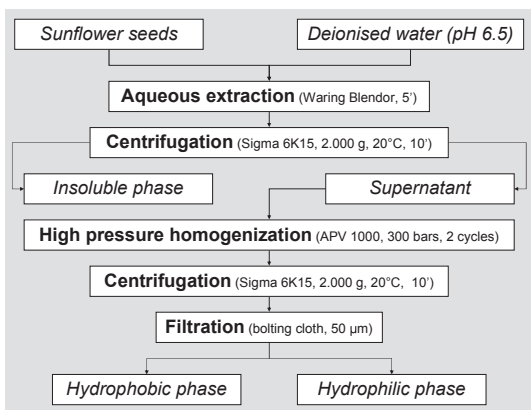 Sunflower seeds
Deionised water (pH 6.5)
Aqueous extraction (Waring Blendor, 5')
Centrifugation (Sigma 6K15, 2.000 g, 20°C, 10')
Insoluble phase
Supernatant
High pressure homogenization (APV 1000, 300 bars, 2 cycles)
Centrifugation (Sigma 6K15, 2.000 g, 20°C, 10')
Filtration (bolting cloth, 50 µm)
Hydrophobic phase
Hydrophilic phase